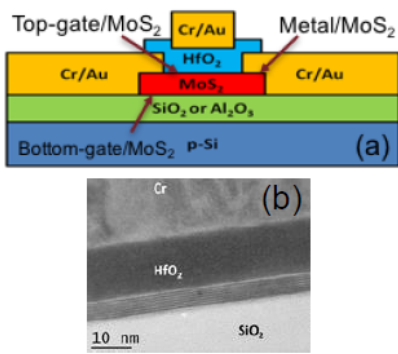 Top-gate/MoS₂
Metal/MoS₂
Cr/Au
HfO₂
Cr/Au
MoS₂
Cr/Au
SiO₂ or Al₂O₃
Bottom-gate/MoS₂
p-Si
(a)
(b)
Cr
HfO₂
SiO₂
10 nm